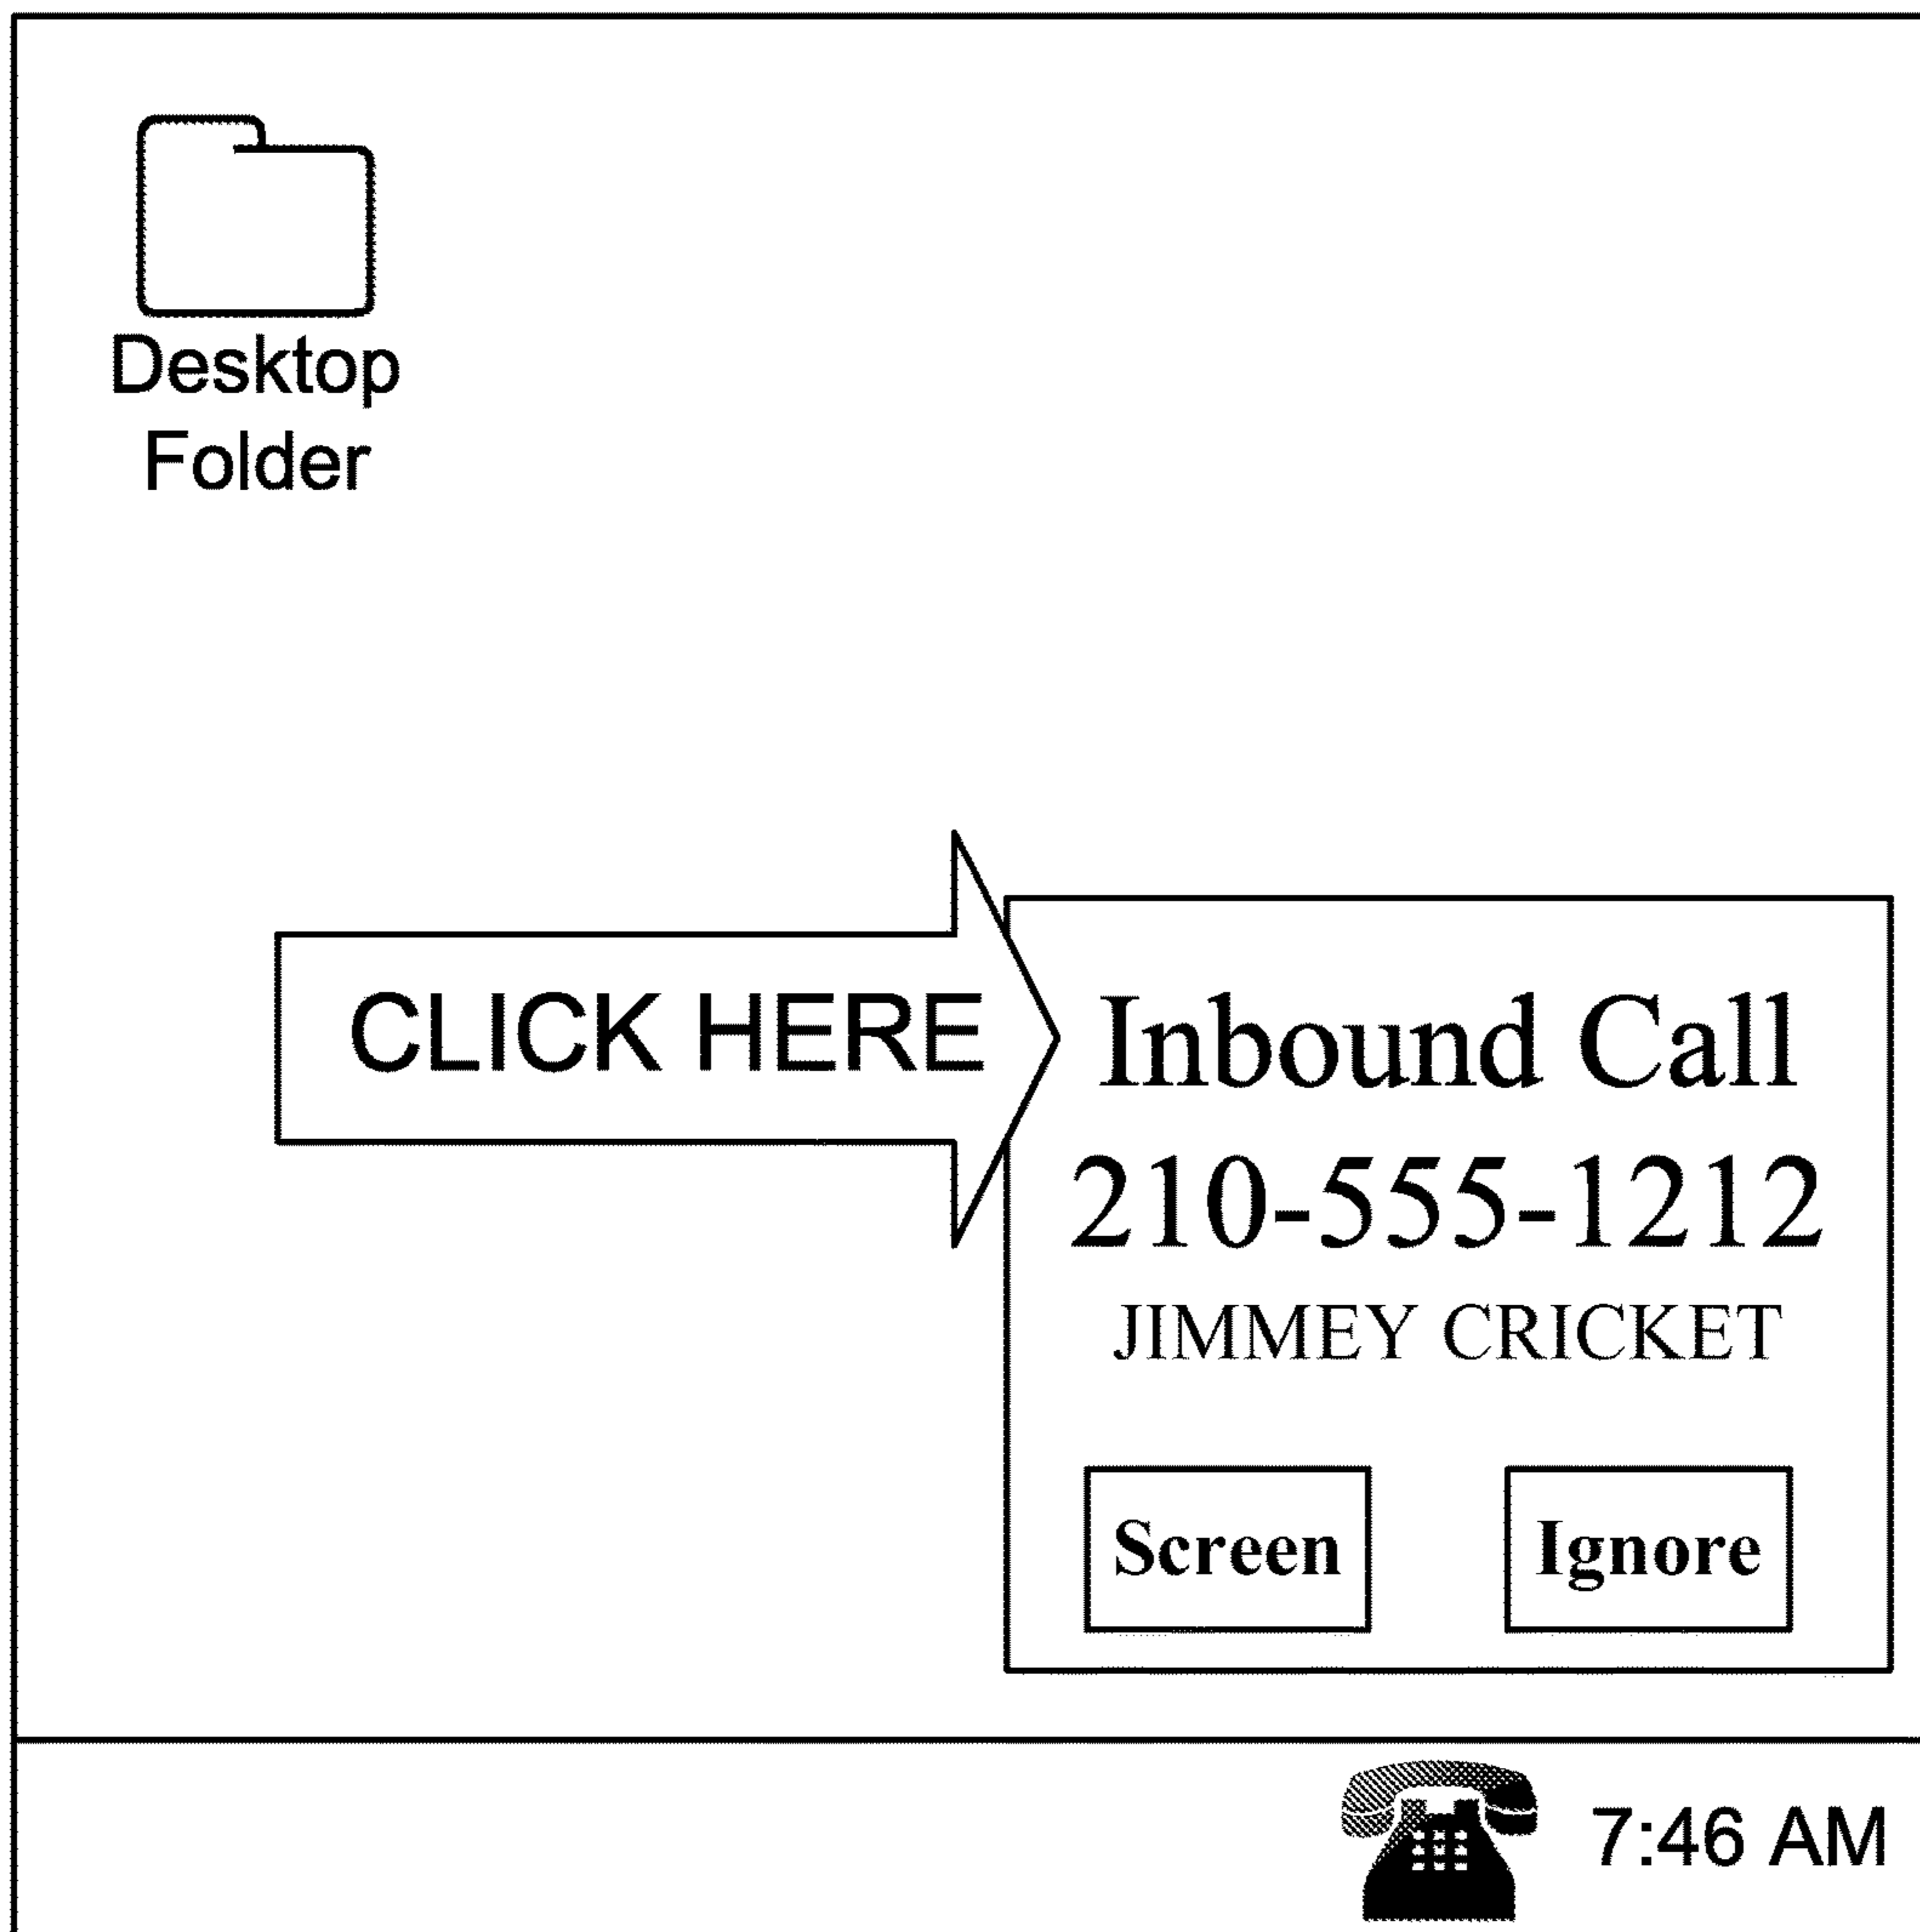 Desktop
Folder
CLICK HERE
Inbound Call
210-555-1212
JIMMEY CRICKET
Screen
Ignore
7:46 AM